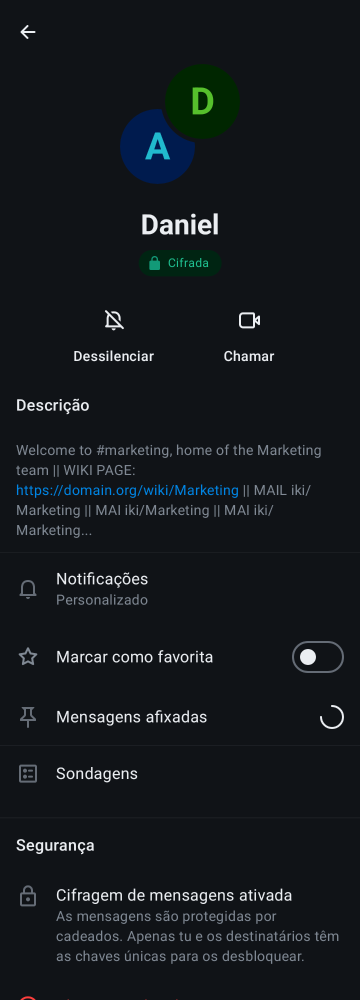 D
A
Daniel
Cifrada
Dessilenciar
Chamar
Descrição
Welcome to #marketing, home of the Marketing
team || WIKI PAGE:
https://domain.org/wiki/Marketing || MAIL iki/
Marketing || MAI iki/Marketing || MAI iki/
Marketing...
Notificações
Personalizado
Marcar como favorita
Mensagens afixadas
Sondagens
Segurança
Cifragem de mensagens ativada
As mensagens são protegidas por
cadeados. Apenas tu e os destinatários têm
as chaves únicas para os desbloquear.